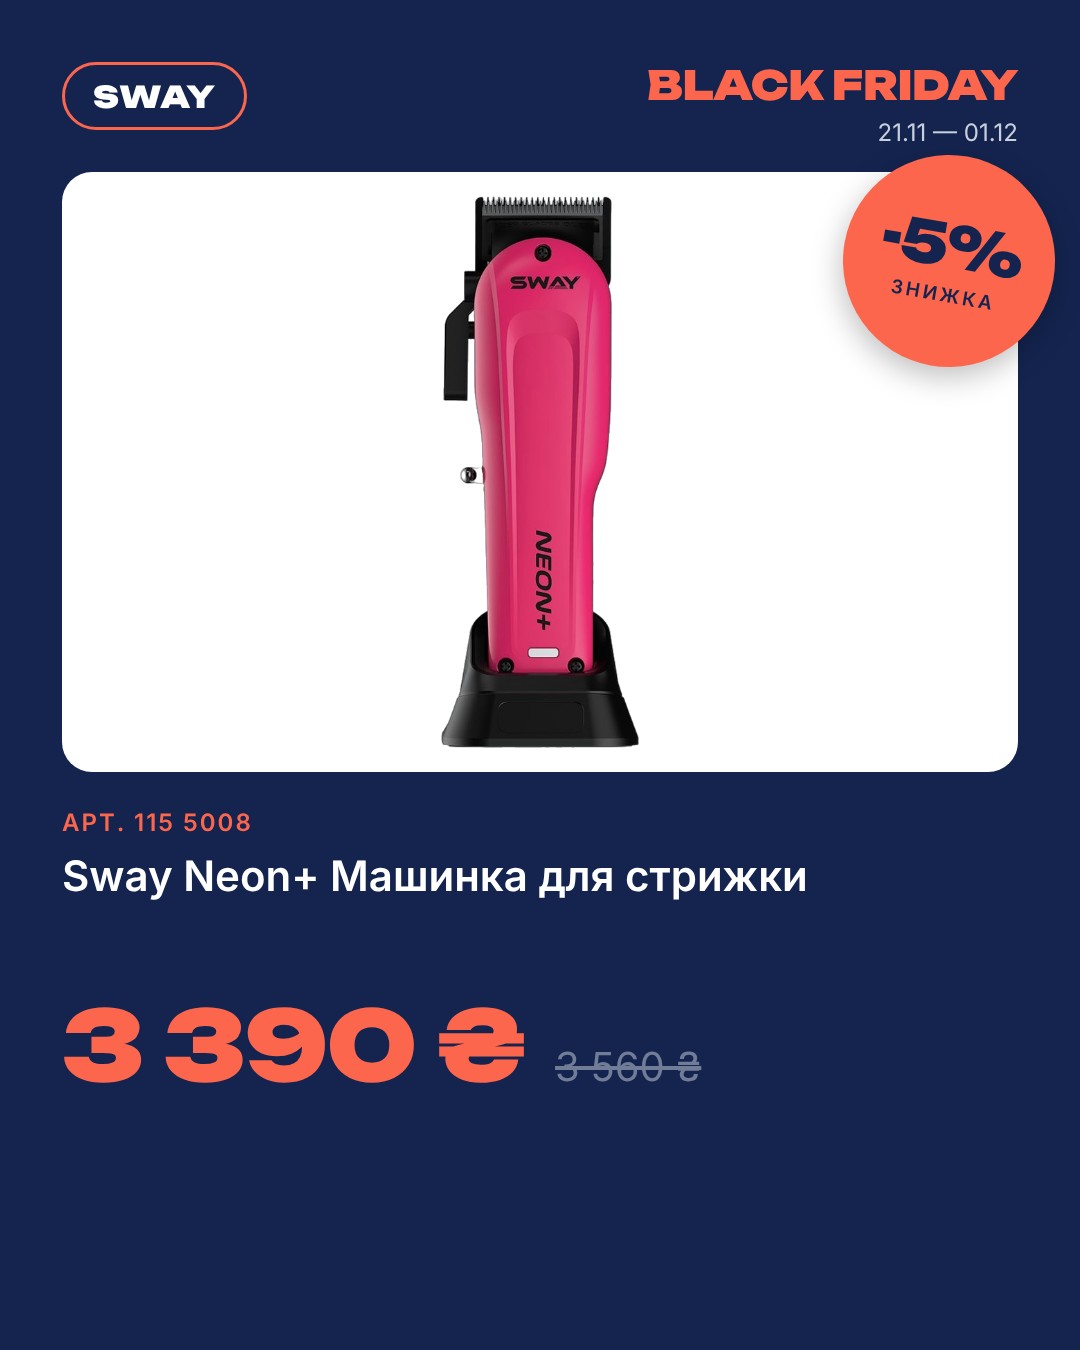 SWAY
BLACK FRIDAY
21.11 — 01.12
-5%
ЗНИЖКА
SWAY
NEON+
АРТ. 115 5008
Sway Neon+ Машинка для стрижки
3 390 ₴
3 560 ₴